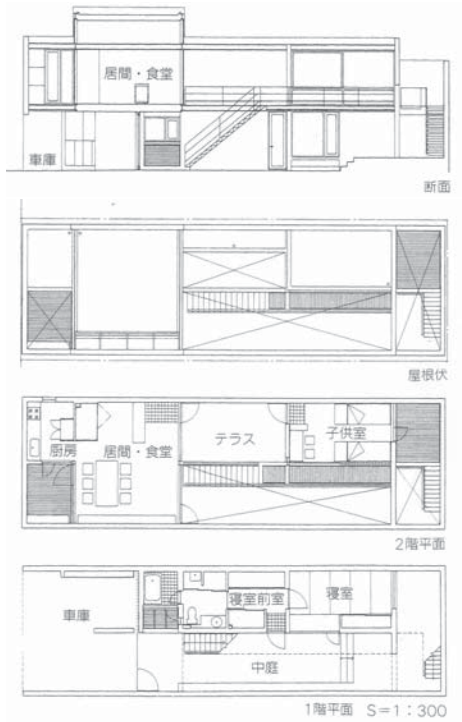 居間・食堂
車庫
断面
屋根伏
厨房
居間・食堂
テラス
子供室
2階平面
車庫
寝室前室
寝室
中庭
1階平面 S＝1：300